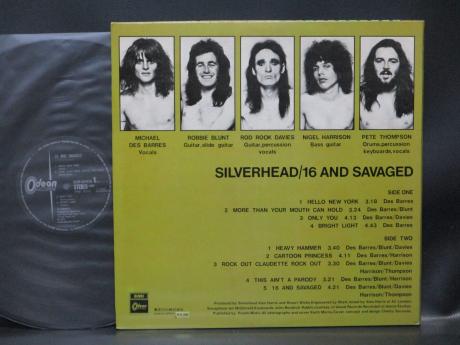 MICHAEL
DES BARRES
Vocals
ROBBIE BLUNT
Guitar,slide guitar
ROD ROOK DAVIES
Guitar,percussion
vocals
NIGEL HARRISON
Bass guitar
PETE THOMPSON
Drums,percussion
keyboards,vocals
SILVERHEAD/16 AND SAVAGED
SIDE ONE
1 HELLO NEW YORK 3.18 Des Barres
2 MORE THAN YOUR MOUTH CAN HOLD 3.24 Des Barres/Blunt
3 ONLY YOU 4.13 Des Barres/Davies
4 BRIGHT LIGHT 4.43 Des Barres
SIDE TWO
1 HEAVY HAMMER 3.40 Des Barres/Blunt/Davies
2 CARTOON PRINCESS 4.11 Des Barres/Harrison
3 ROCK OUT CLAUDETTE ROCK OUT 3.30 Des Barres/Blunt/Davies
Harrison/Thompson
4 THIS AIN'T A PARODY 3.21 Des Barres/Blunt/Harrison
5 16 AND SAVAGED 4.21 Des Barres/Blunt/Davies
Harrison/Thompson
Odeon
STEREO
EMI
Odeon